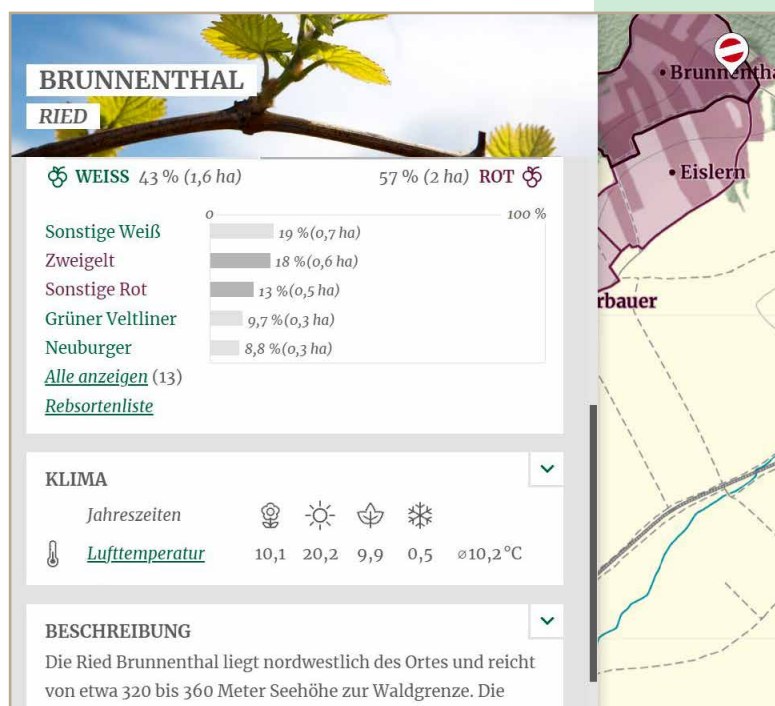 BRUNNENTHAL
RIED
WEISS 43 % (1,6 ha) 57 % (2 ha) ROT
0 100 %
Sonstige Weiß 19 %(0,7 ha)
Zweigelt 18 %(0,6 ha)
Sonstige Rot 13 %(0,5 ha)
Grüner Veltliner 9,7 %(0,3 ha)
Neuburger 8,8 %(0,3 ha)
Alle anzeigen (13)
Rebsortenliste
KLIMA
Jahreszeiten
Lufttemperatur 10,1 20,2 9,9 0,5 ⌀10,2 °C
BESCHREIBUNG
Die Ried Brunnenthal liegt nordwestlich des Ortes und reicht
von etwa 320 bis 360 Meter Seehöhe zur Waldgrenze. Die
Brunnentha
Eislern
rbauer